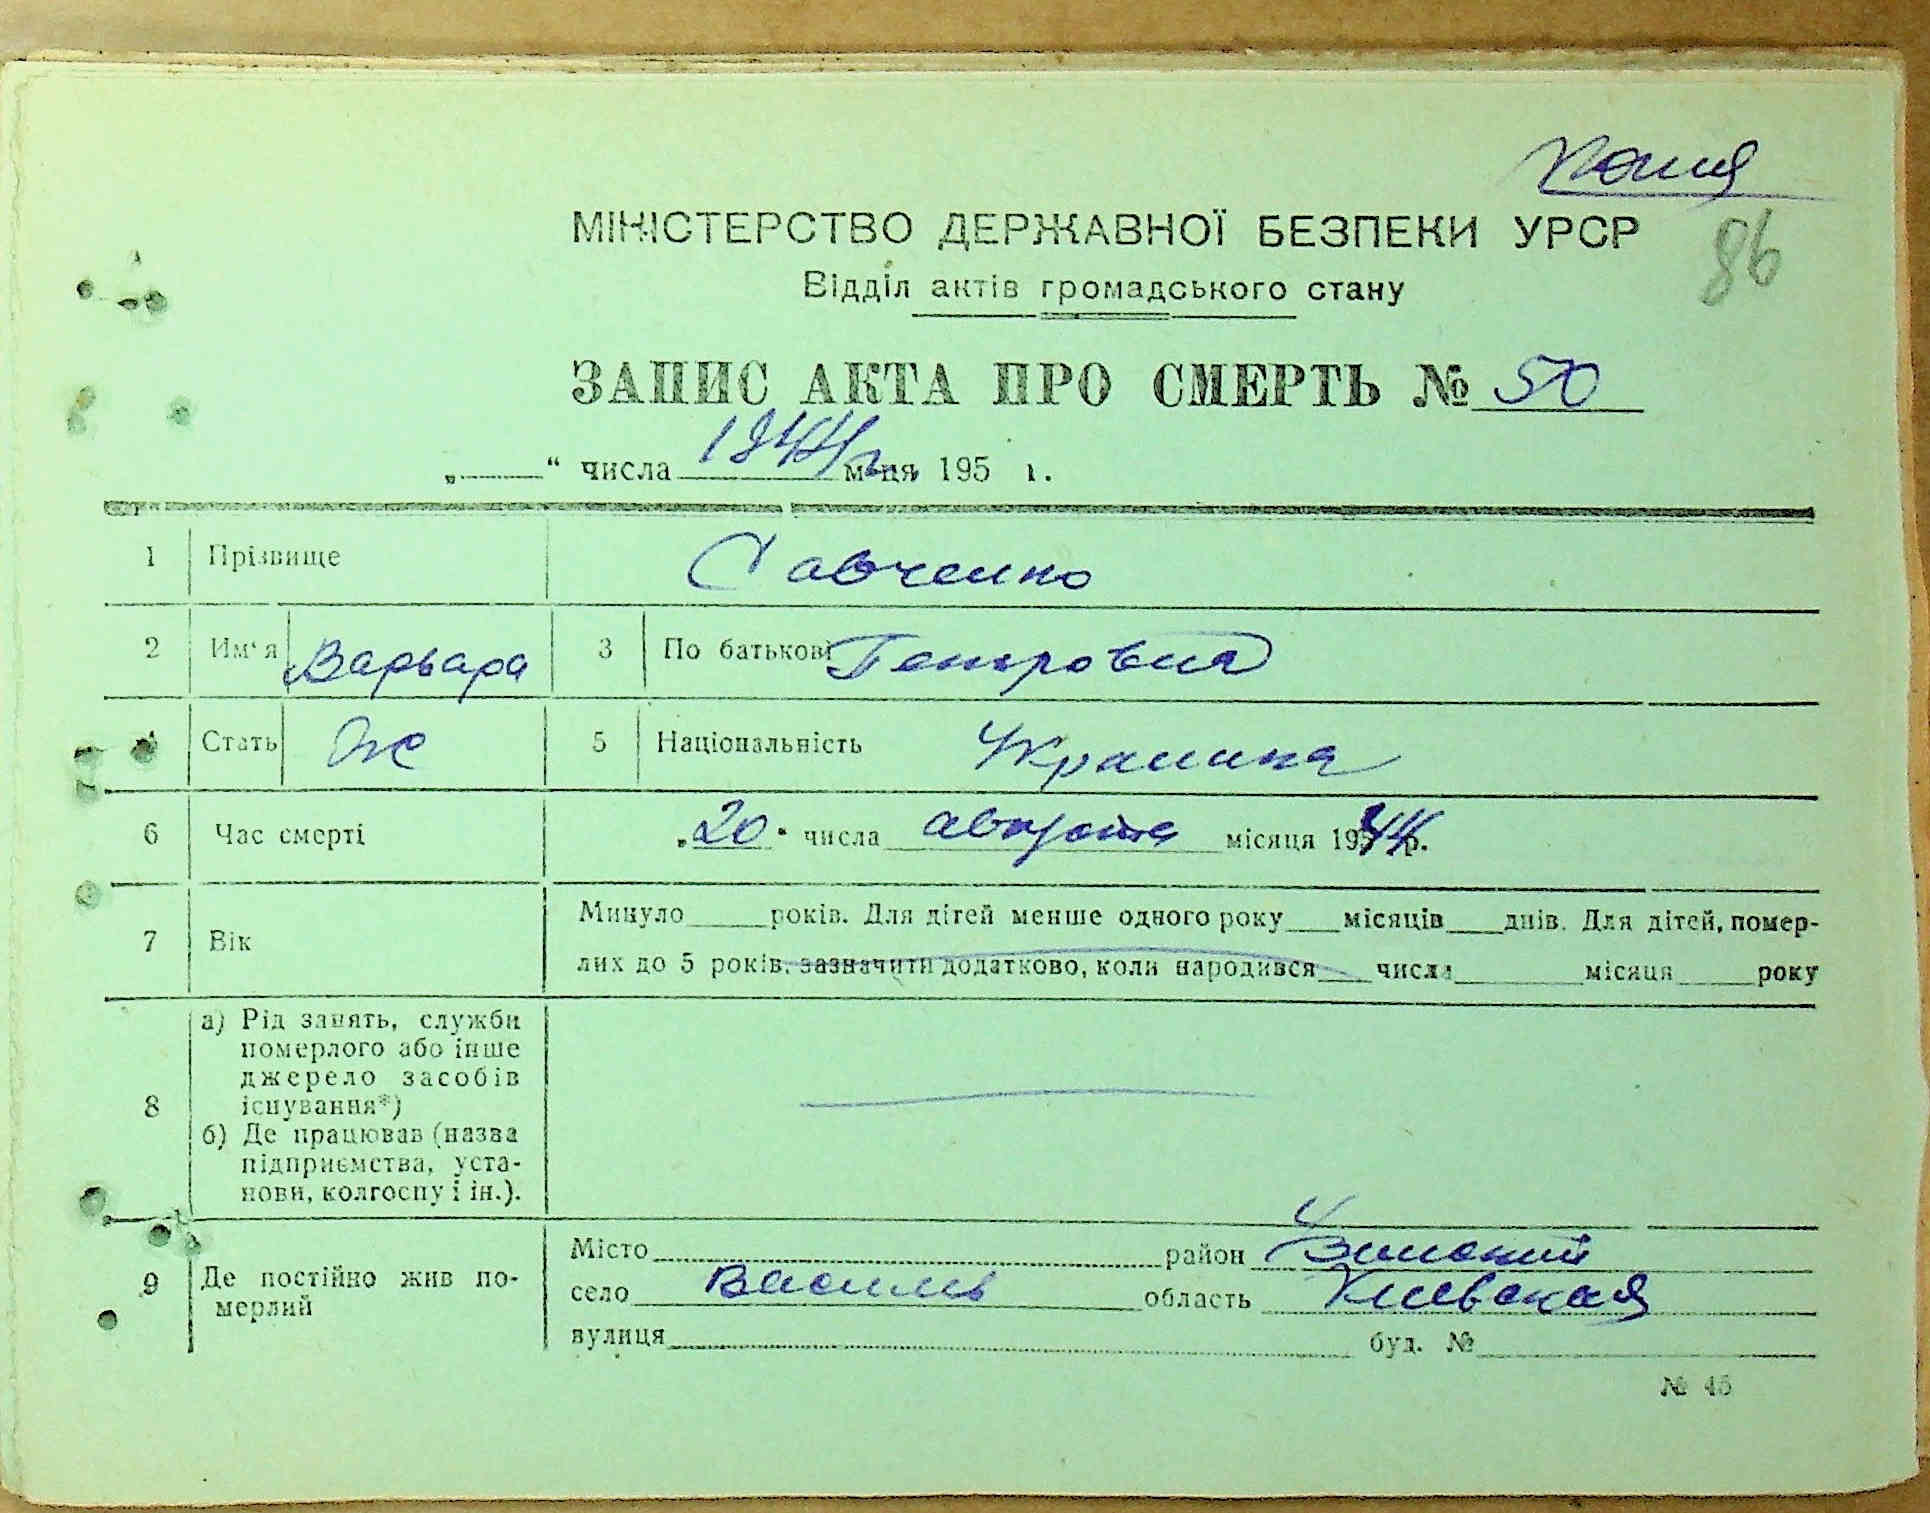 Копия
МІНІСТЕРСТВО ДЕРЖАВНОЇ БЕЗПЕКИ УРСР
86
Відділ актів громадського стану
ЗАПИС АКТА ПРО СМЕРТЬ № 50
„ “ числа 1944 г. м-ця 195 г.
1 Прізвище Савченко
2 Им‘я Варвара 3 По батькові Петровна
4 Стать Ж 5 Національність Украинка
6 Час смерті „20“ числа августа місяця 1944 р.
7 Вік Минуло років. Для дітей менше одного року місяців днів. Для дітей, помер-
лих до 5 років, зазначити додатково, коли народився числа місяця року
8 а) Рід занять, служби
померлого або інше
джерело засобів
існування*)
б) Де працював (назва
підприємства, уста-
нови, колгоспу і ін.).
9 Де постійно жив по-
мерлий
Місто район
село Василів область Киевская
вулиця буд. №
№ 45